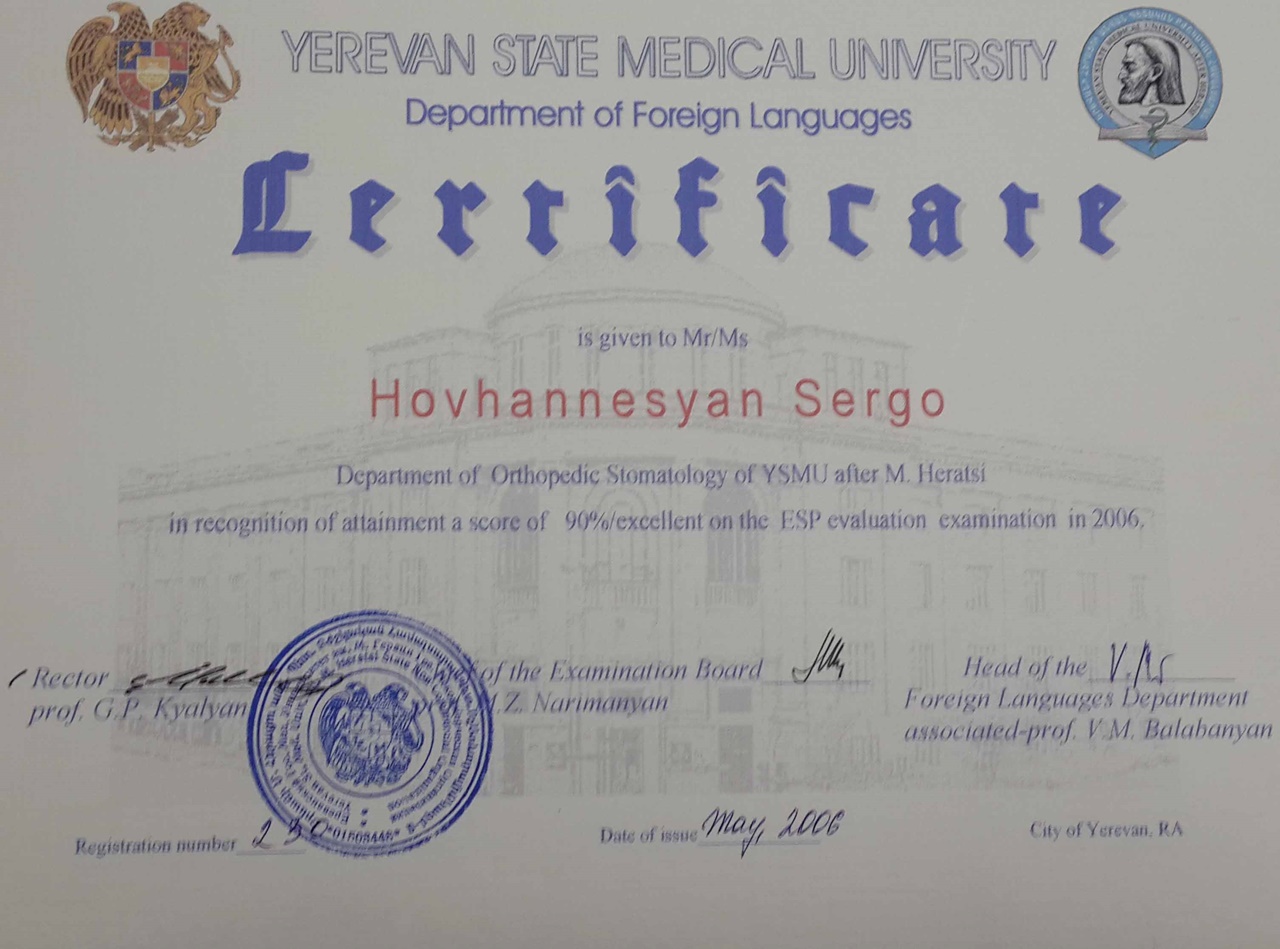 YEREVAN STATE MEDICAL UNIVERSITY
Department of Foreign Languages
Certificate
is given to Mr/Ms
Hovhannesyan Sergo
Department of Orthopedic Stomatology of YSMU after M. Heratsi
in recognition of attainment a score of 90%/excellent on the ESP evaluation examination in 2006.
Rector
prof. G.P. Kyalyan
of the Examination Board
M.Z. Narimanyan
Head of the
Foreign Languages Department
associated-prof. V.M. Balabanyan
*01508448*
Registration number 230
Date of issue May, 2006
City of Yerevan, RA